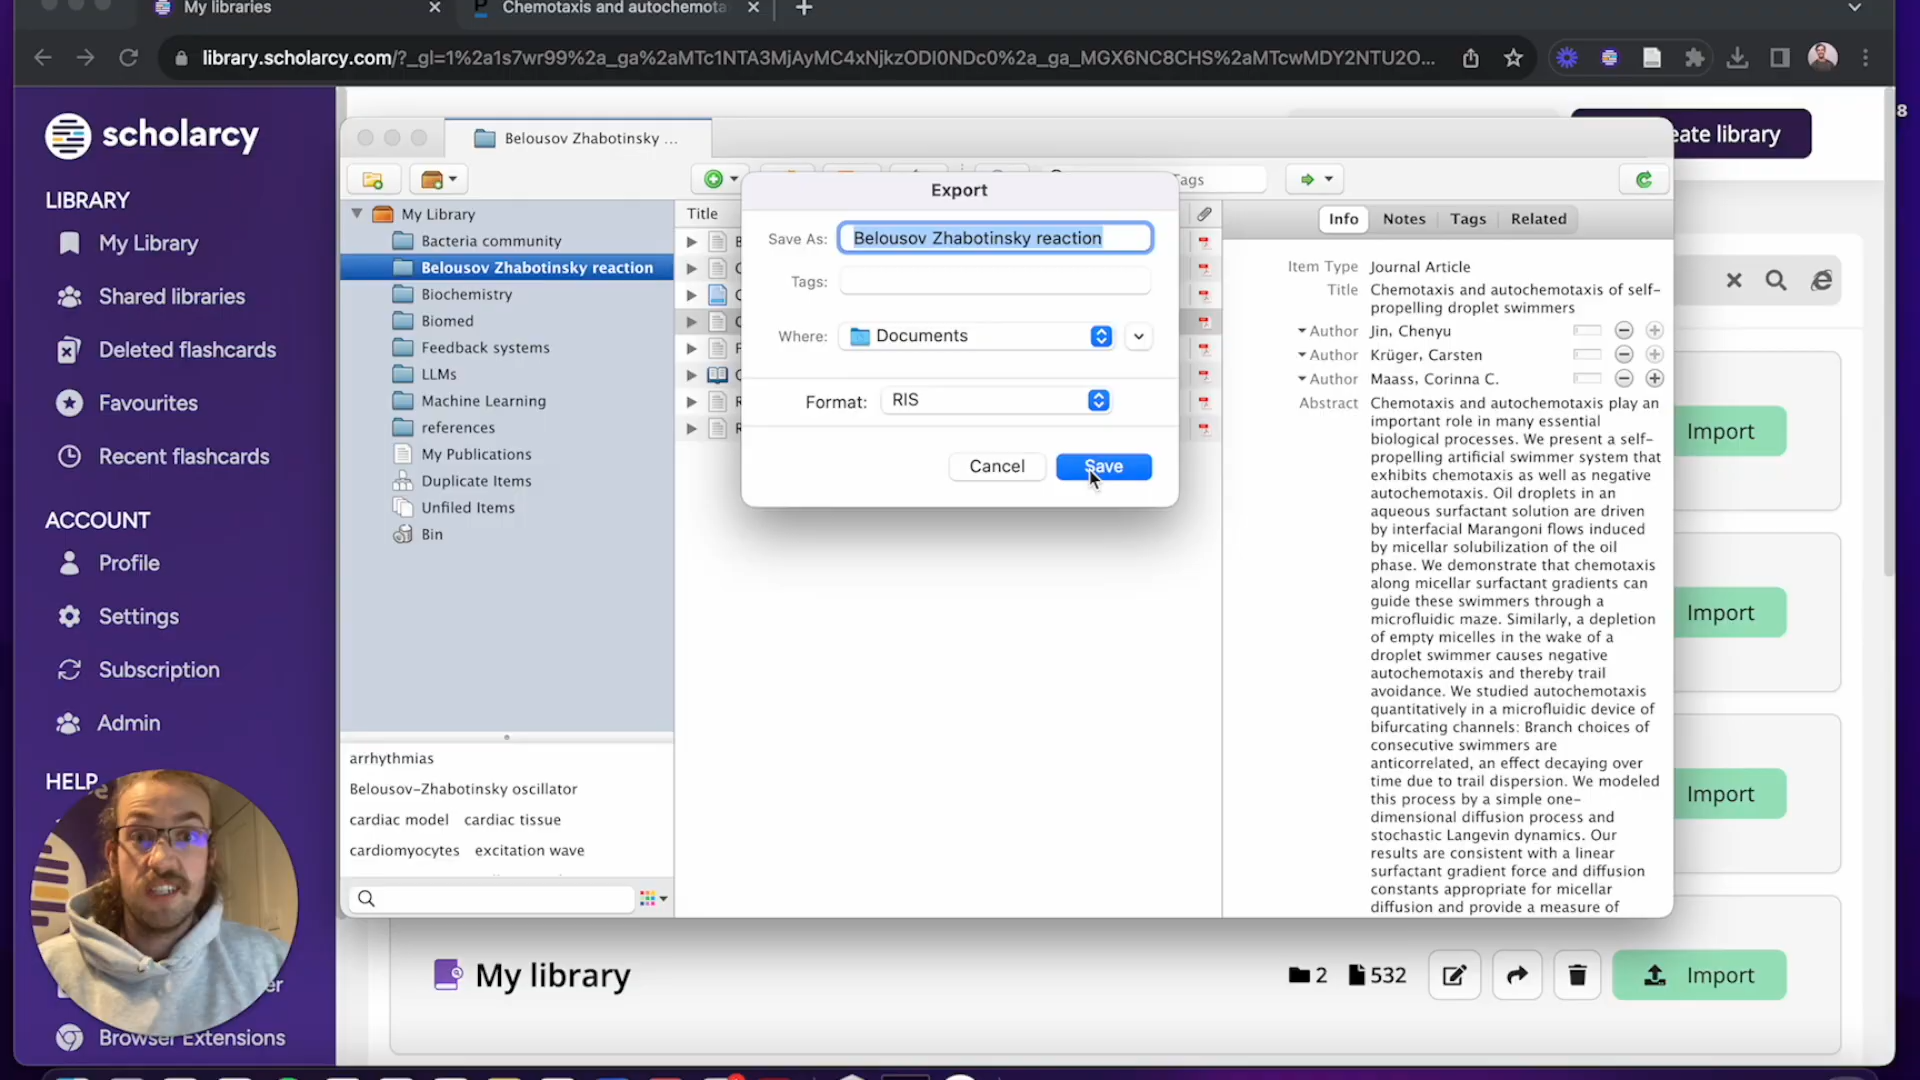 My libraries
Chemotaxis and autochemota
library.scholarcy.com/?_gl=1%2a1s7wr99%2a_ga%2aMTc1NTA3MjAyMC4xNjkzODI0NDc0%2a_ga_MGX6NC8CHS%2aMTcwMDY2NTU2O...
scholarcy
LIBRARY
My Library
Shared libraries
Deleted flashcards
Favourites
Recent flashcards
ACCOUNT
Profile
Settings
Subscription
Admin
HELP
Browser Extensions
8
eate library
Belousov Zhabotinsky ...
Tags
My Library
Bacteria community
Belousov Zhabotinsky reaction
Biochemistry
Biomed
Feedback systems
LLMs
Machine Learning
references
My Publications
Duplicate Items
Unfiled Items
Bin
arrhythmias
Belousov-Zhabotinsky oscillator
cardiac model cardiac tissue
cardiomyocytes excitation wave
Title
Export
Save As: Belousov Zhabotinsky reaction
Tags:
Where: Documents
Format: RIS
Cancel Save
Info Notes Tags Related
Item Type Journal Article
Title Chemotaxis and autochemotaxis of self-
propelling droplet swimmers
Author Jin, Chenyu
Author Krüger, Carsten
Author Maass, Corinna C.
Abstract Chemotaxis and autochemotaxis play an
important role in many essential
biological processes. We present a self-
propelling artificial swimmer system that
exhibits chemotaxis as well as negative
autochemotaxis. Oil droplets in an
aqueous surfactant solution are driven
by interfacial Marangoni flows induced
by micellar solubilization of the oil
phase. We demonstrate that chemotaxis
along micellar surfactant gradients can
guide these swimmers through a
microfluidic maze. Similarly, a depletion
of empty micelles in the wake of a
droplet swimmer causes negative
autochemotaxis and thereby trail
avoidance. We studied autochemotaxis
quantitatively in a microfluidic device of
bifurcating channels: Branch choices of
consecutive swimmers are
anticorrelated, an effect decaying over
time due to trail dispersion. We modeled
this process by a simple one-
dimensional diffusion process and
stochastic Langevin dynamics. Our
results are consistent with a linear
surfactant gradient force and diffusion
constants appropriate for micellar
diffusion and provide a measure of
Import
Import
Import
My library
2 532
Import